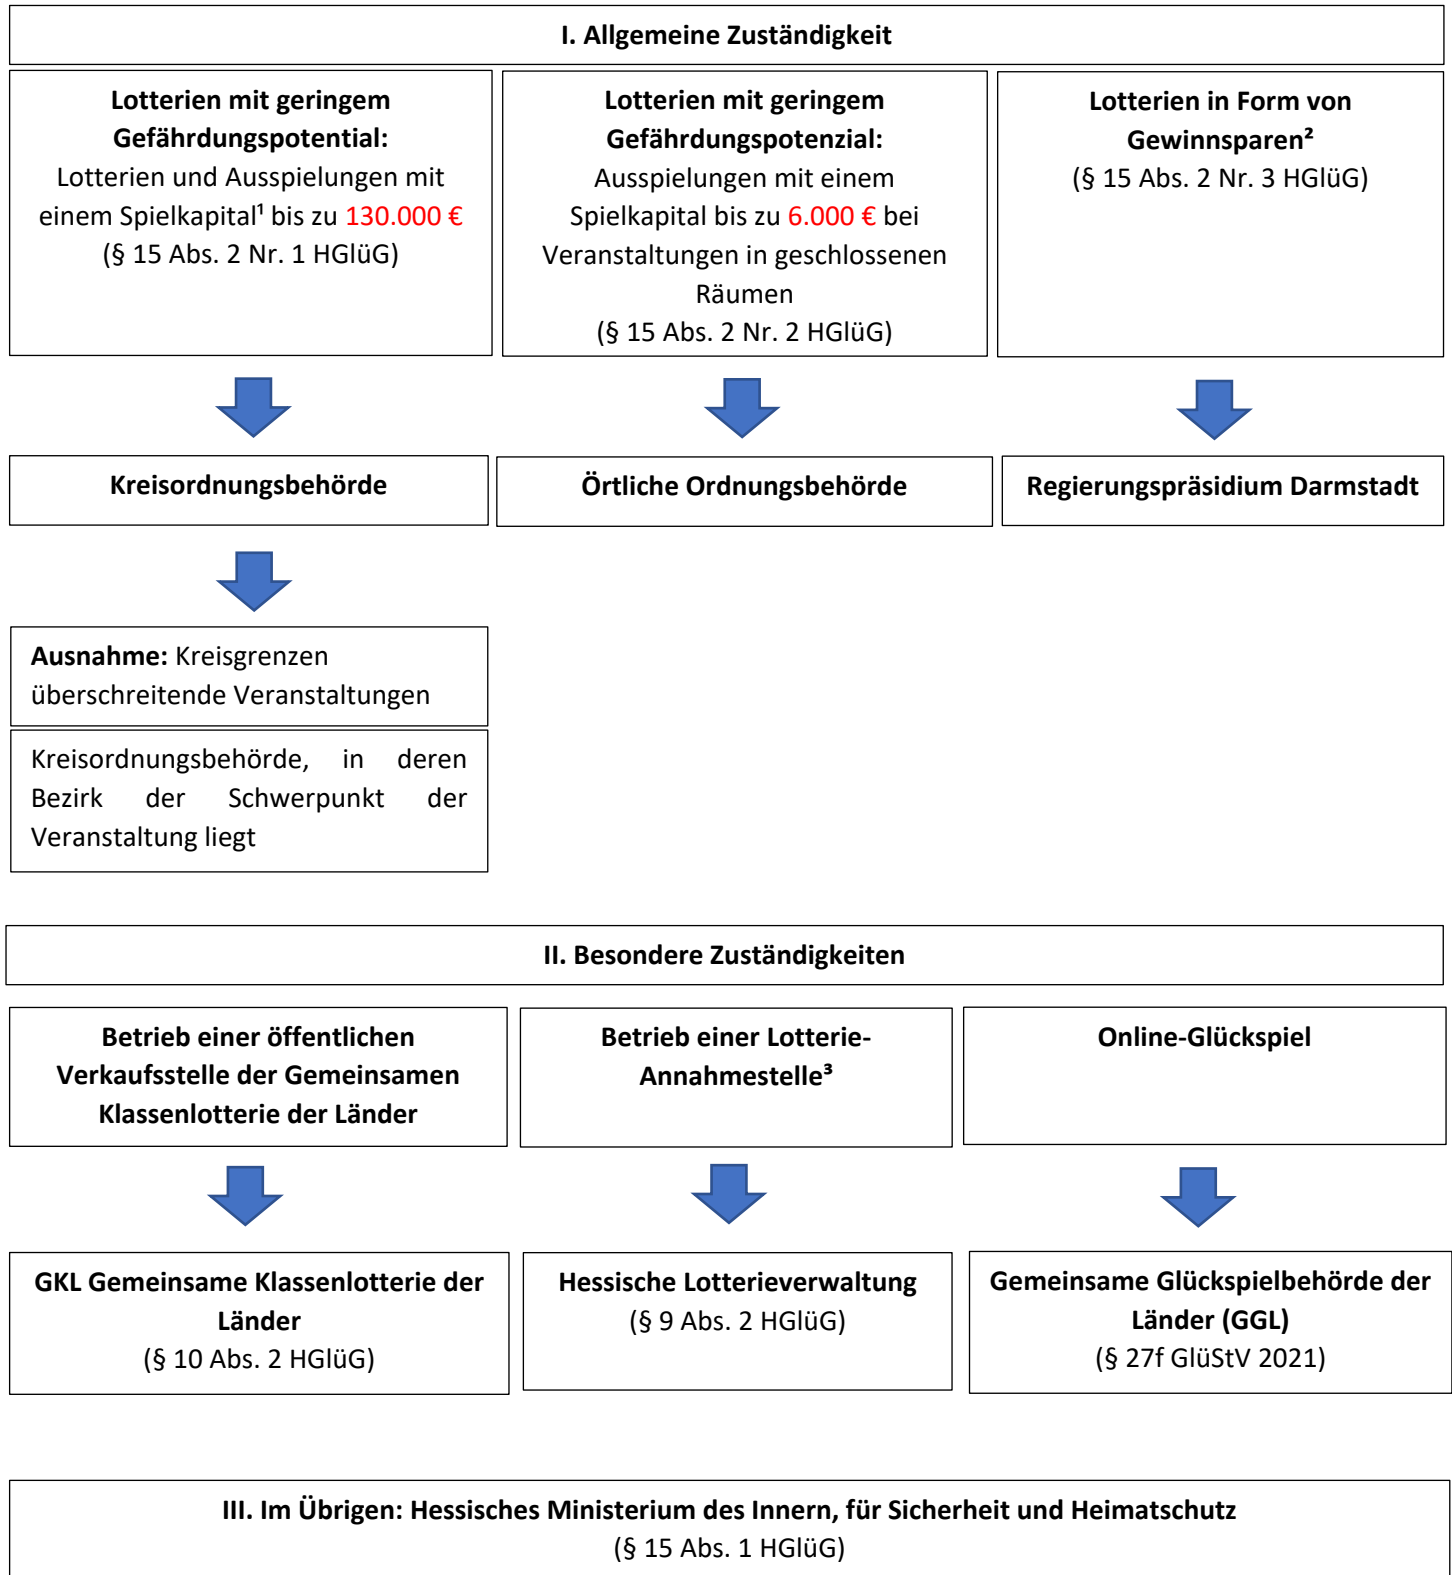 I. Allgemeine Zuständigkeit
Lotterien mit geringem
Gefährdungspotential:
Lotterien und Ausspielungen mit
einem Spielkapital¹ bis zu 130.000 €
(§ 15 Abs. 2 Nr. 1 HGlüG)
Lotterien mit geringem
Gefährdungspotenzial:
Ausspielungen mit einem
Spielkapital bis zu 6.000 € bei
Veranstaltungen in geschlossenen
Räumen
(§ 15 Abs. 2 Nr. 2 HGlüG)
Lotterien in Form von
Gewinnsparen²
(§ 15 Abs. 2 Nr. 3 HGlüG)
Kreisordnungsbehörde
Örtliche Ordnungsbehörde
Regierungspräsidium Darmstadt
Ausnahme: Kreisgrenzen
überschreitende Veranstaltungen
Kreisordnungsbehörde, in deren
Bezirk der Schwerpunkt der
Veranstaltung liegt
II. Besondere Zuständigkeiten
Betrieb einer öffentlichen
Verkaufsstelle der Gemeinsamen
Klassenlotterie der Länder
Betrieb einer Lotterie-
Annahmestelle³
Online-Glückspiel
GKL Gemeinsame Klassenlotterie der
Länder
(§ 10 Abs. 2 HGlüG)
Hessische Lotterieverwaltung
(§ 9 Abs. 2 HGlüG)
Gemeinsame Glückspielbehörde der
Länder (GGL)
(§ 27f GlüStV 2021)
III. Im Übrigen: Hessisches Ministerium des Innern, für Sicherheit und Heimatschutz
(§ 15 Abs. 1 HGlüG)